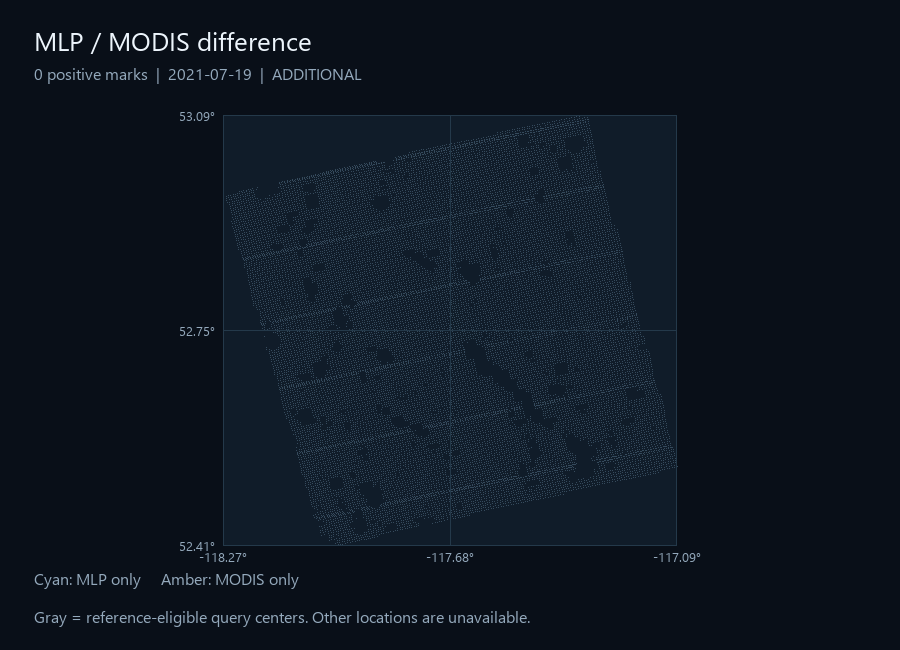 MLP / MODIS difference
0 positive marks | 2021-07-19 | ADDITIONAL
53.09°
52.75°
52.41°
-118.27° -117.68° -117.09°
Cyan: MLP only Amber: MODIS only
Gray = reference-eligible query centers. Other locations are unavailable.